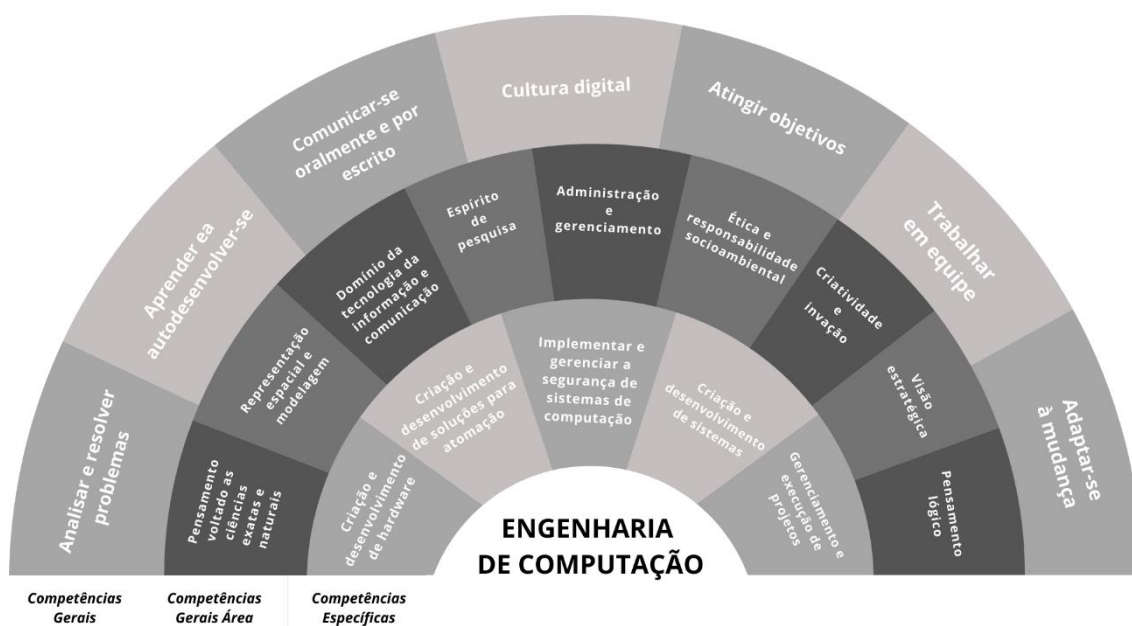 Analisar e resolver
problemas
Aprender ea
autodesenvolver-se
Comunicar-se
oralmente e por
escrito
Cultura digital
Atingir objetivos
Trabalhar
em equipe
Adaptar-se
à mudança
Pensamento
voltado as
ciências
exatas e
naturais
Representação
espacial e
modelagem
Domínio da
tecnologia da
informação e
comunicação
Espírito
de
pesquisa
Administração
e
gerenciamento
Ética e
responsabilidade
socioambiental
Criatividade
e
invação
Visão
estratégica
Pensamento
lógico
Criação e
desenvolvimento
de hardware
Criação e
desenvolvimento
de soluções para
atomação
Implementar e
gerenciar a
segurança de
sistemas de
computação
Criação e
desenvolvimento
de sistemas
Gerenciamento e
execução de
projetos
ENGENHARIA
DE COMPUTAÇÃO
Competências
Gerais
Competências
Gerais Área
Competências
Específicas